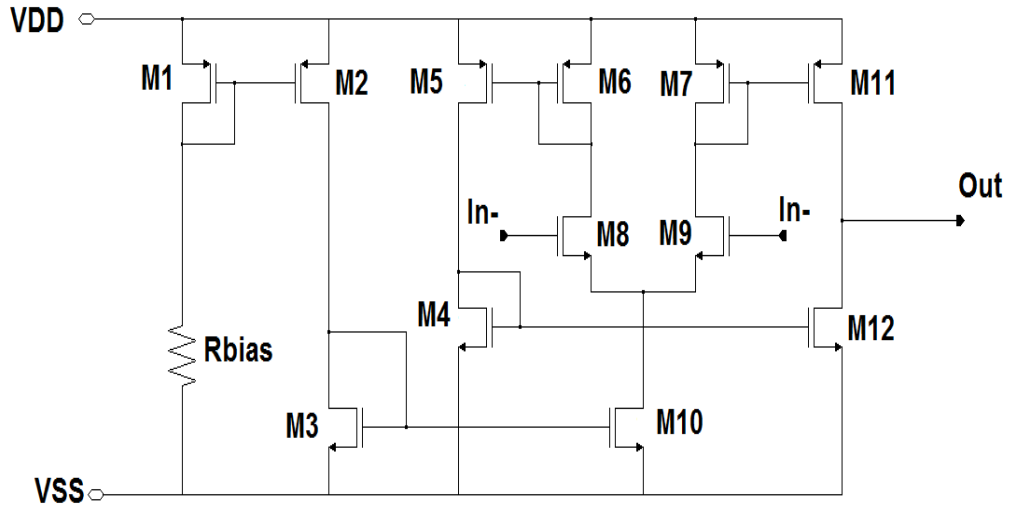 VDD
M1
M2
M5
M6
M7
M11
In-
In-
Out
M8
M9
M4
M12
Rbias
M3
M10
VSS